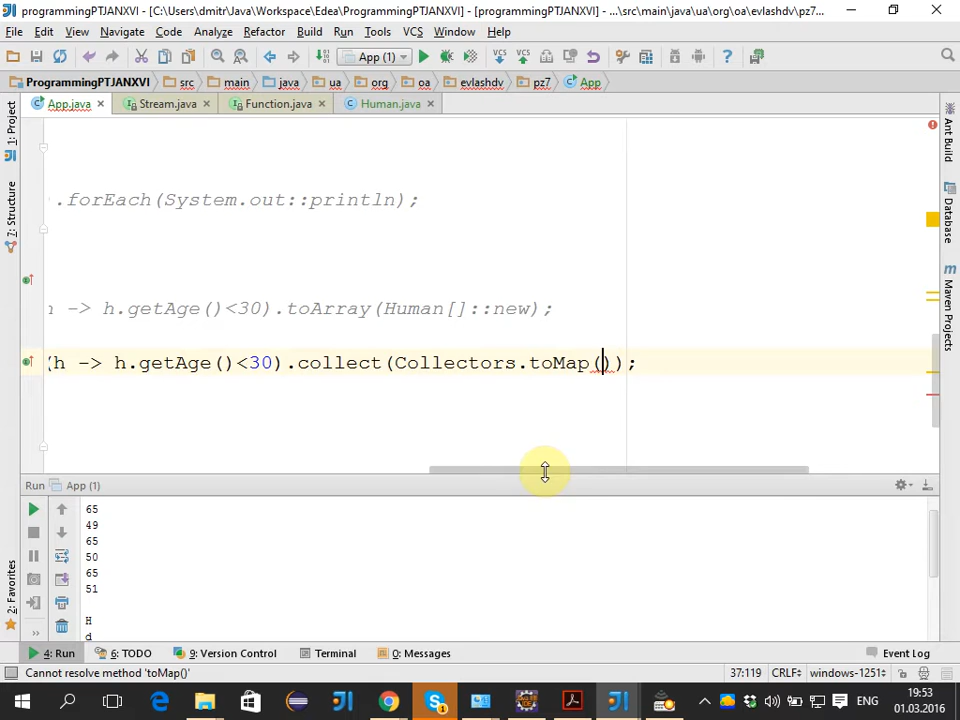 programmingPTJANXVI - [C:\Users\dmitr\Java\Workspace\Edea\ProgrammingPTJANXVI] - [programmingPTJANXVI] - ...\src\main\java\ua\org\oa\evlashdv\pz7...
File Edit View Navigate Code Analyze Refactor Build Run Tools VCS Window Help
App (1)
VCS VCS
ProgrammingPTJANXVI src main java ua org oa evlashdv pz7 App
App.java Stream.java Function.java Human.java
1: Project
7: Structure
2: Favorites
Ant Build
Database
Maven Projects
.forEach(System.out::println);
h -> h.getAge()<30).toArray(Human[]::new);
(h -> h.getAge()<30).collect(Collectors.toMap());
Run App (1)
65
49
65
50
65
51
H
d
4: Run 6: TODO 9: Version Control Terminal 0: Messages Event Log
Cannot resolve method 'toMap()' 37:119 CRLF windows-1251
ENG 19:53
01.03.2016